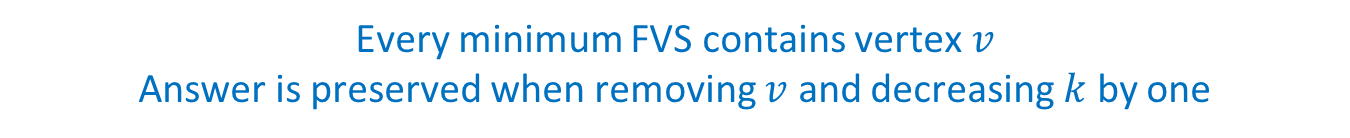 Every minimum FVS contains vertex 𝑣
Answer is preserved when removing 𝑣 and decreasing 𝑘 by one